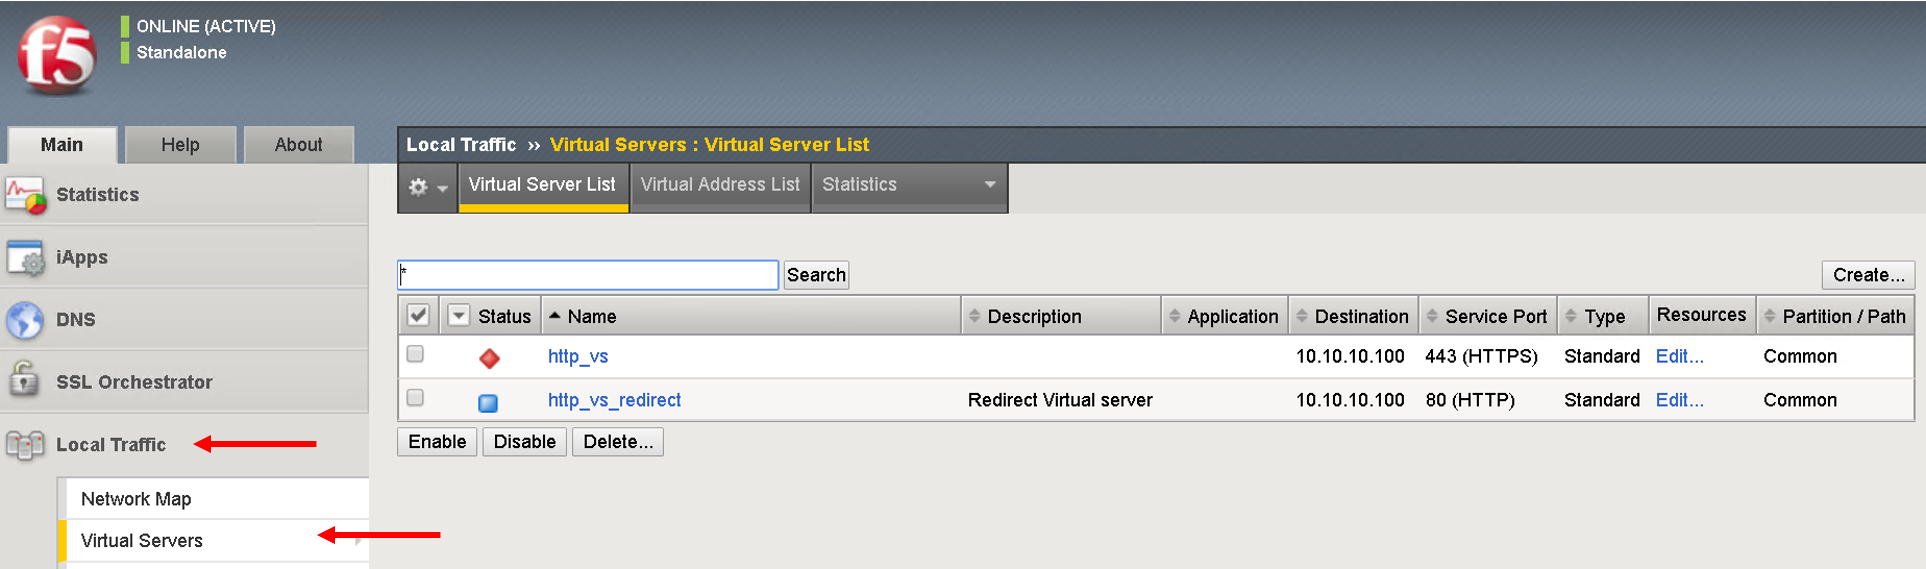 f5
ONLINE (ACTIVE)
Standalone
Main Help About
Local Traffic ›› Virtual Servers : Virtual Server List
Virtual Server List Virtual Address List Statistics
Statistics
iApps
DNS
SSL Orchestrator
Local Traffic
Network Map
Virtual Servers
* Search Create...
Status Name Description Application Destination Service Port Type Resources Partition / Path
http_vs 10.10.10.100 443 (HTTPS) Standard Edit... Common
http_vs_redirect Redirect Virtual server 10.10.10.100 80 (HTTP) Standard Edit... Common
Enable Disable Delete...